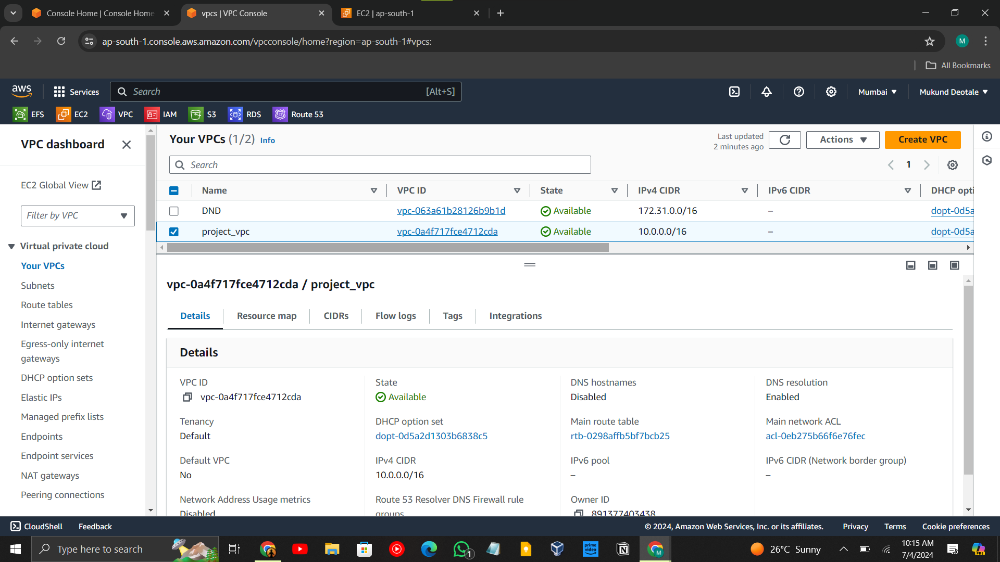 Console Home | Console Home
vpcs | VPC Console
EC2 | ap-south-1
ap-south-1.console.aws.amazon.com/vpcconsole/home?region=ap-south-1#vpcs:
M
All Bookmarks
aws
Services
Search
[Alt+S]
Mumbai
Mukund Deotale
EFS
EC2
VPC
IAM
S3
RDS
Route 53
VPC dashboard
EC2 Global View
Filter by VPC
Virtual private cloud
Your VPCs
Subnets
Route tables
Internet gateways
Egress-only internet
gateways
DHCP option sets
Elastic IPs
Managed prefix lists
Endpoints
Endpoint services
NAT gateways
Peering connections
Your VPCs (1/2) Info
Last updated
2 minutes ago
Actions
Create VPC
Search
1
Name VPC ID State IPv4 CIDR IPv6 CIDR DHCP opti
DND vpc-063a61b28126b9b1d Available 172.31.0.0/16 – dopt-0d5a
project_vpc vpc-0a4f717fce4712cda Available 10.0.0.0/16 – dopt-0d5a
vpc-0a4f717fce4712cda / project_vpc
Details Resource map CIDRs Flow logs Tags Integrations
Details
VPC ID
vpc-0a4f717fce4712cda
State
Available
DNS hostnames
Disabled
DNS resolution
Enabled
Tenancy
Default
DHCP option set
dopt-0d5a2d1303b6838c5
Main route table
rtb-0298affb5bf7bcb25
Main network ACL
acl-0eb275b66f6e76fec
Default VPC
No
IPv4 CIDR
10.0.0.0/16
IPv6 pool
–
IPv6 CIDR (Network border group)
–
Network Address Usage metrics
Disabled
Route 53 Resolver DNS Firewall rule
groups
Owner ID
891377403438
CloudShell
Feedback
© 2024, Amazon Web Services, Inc. or its affiliates.
Privacy
Terms
Cookie preferences
Type here to search
1
prime
video
M
26°C Sunny
10:15 AM
7/4/2024
PRE